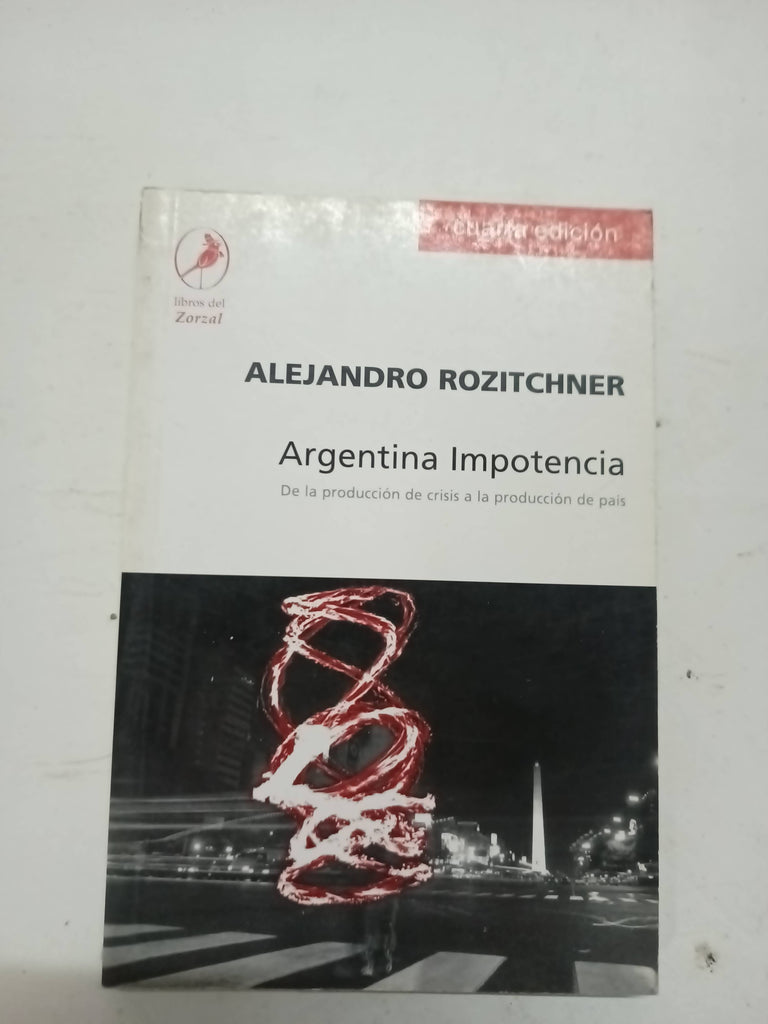 cuarta edición
libros del
Zorzal
ALEJANDRO ROZITCHNER
Argentina Impotencia
De la producción de crisis a la producción de país